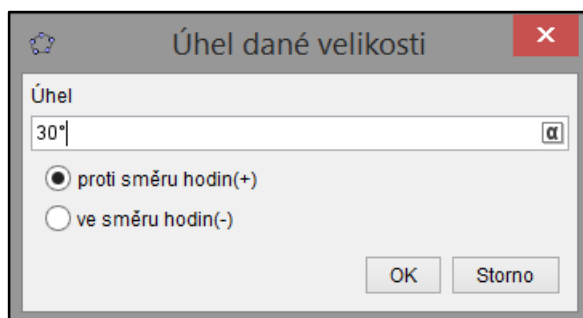 Úhel dané velikosti
Úhel
30°
α
proti směru hodin(+)
ve směru hodin(-)
OK Storno